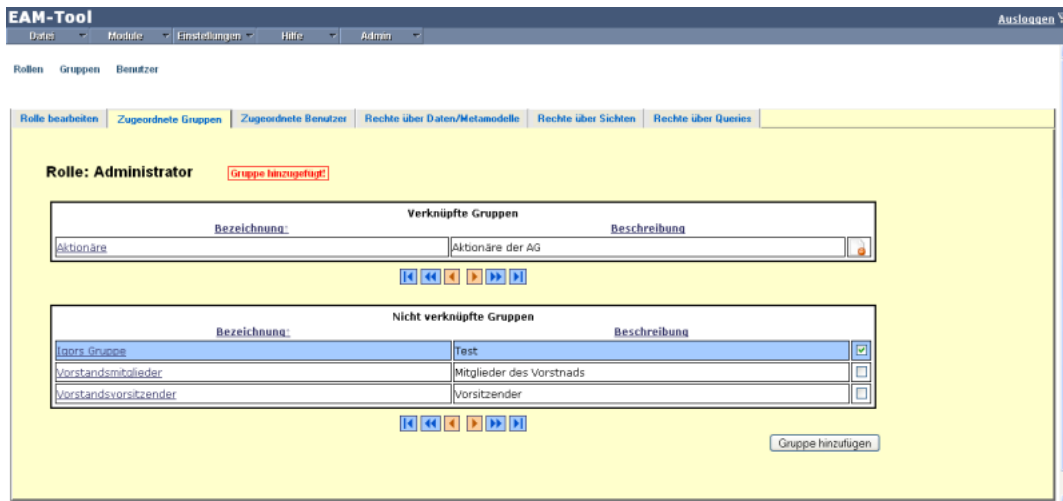 EAM-Tool
Ausloggen
Datei Module Einstellungen Hilfe Admin
Rollen Gruppen Benutzer
Rolle bearbeiten Zugeordnete Gruppen Zugeordnete Benutzer Rechte über Daten/Metamodelle Rechte über Sichten Rechte über Queries
Rolle: Administrator Gruppe hinzugefügt!
Verknüpfte Gruppen
Bezeichnung: Beschreibung
Aktionäre Aktionäre der AG
Nicht verknüpfte Gruppen
Bezeichnung: Beschreibung
Igors Gruppe Test
Vorstandsmitglieder Mitglieder des Vorstnads
Vorstandsvorsitzender Vorsitzender
Gruppe hinzufügen